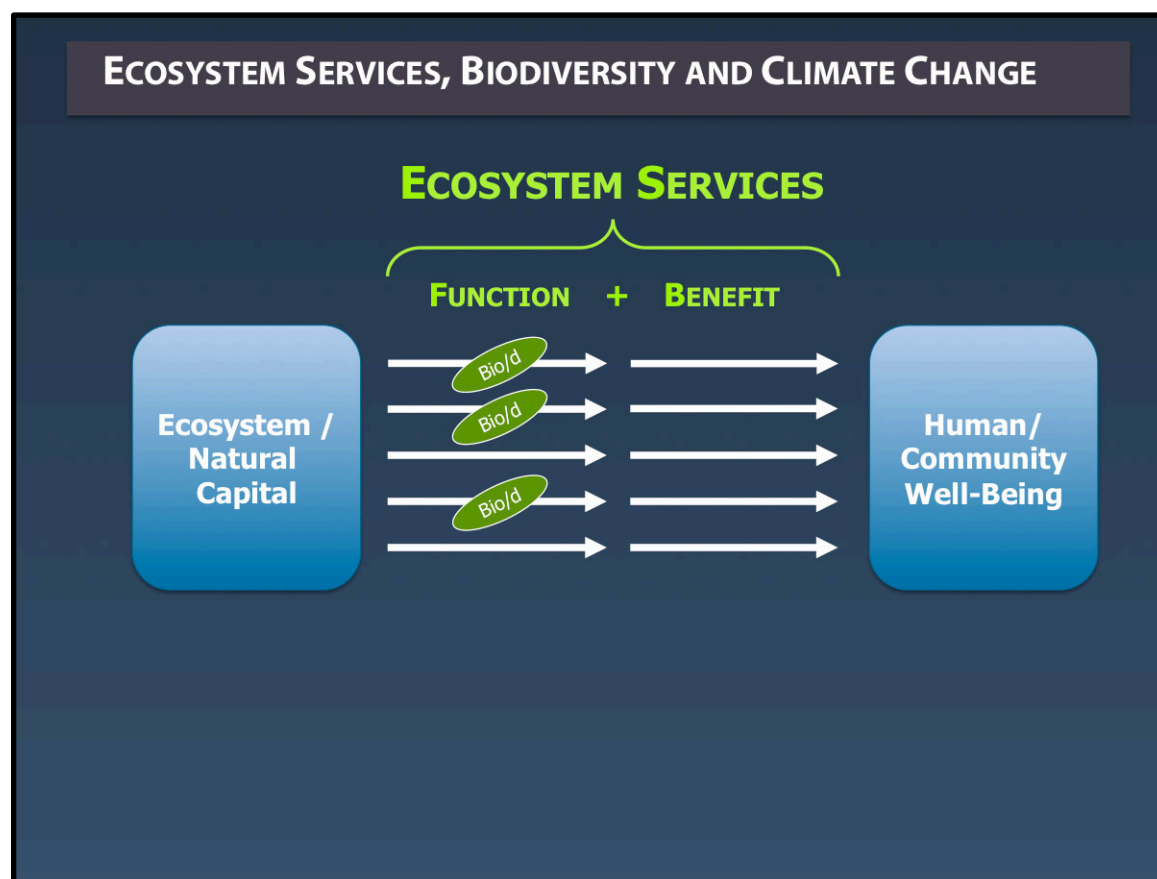 ECOSYSTEM SERVICES, BIODIVERSITY AND CLIMATE CHANGE
ECOSYSTEM SERVICES
FUNCTION + BENEFIT
Bio/d
Bio/d
Bio/d
Ecosystem /
Natural
Capital
Human/
Community
Well-Being